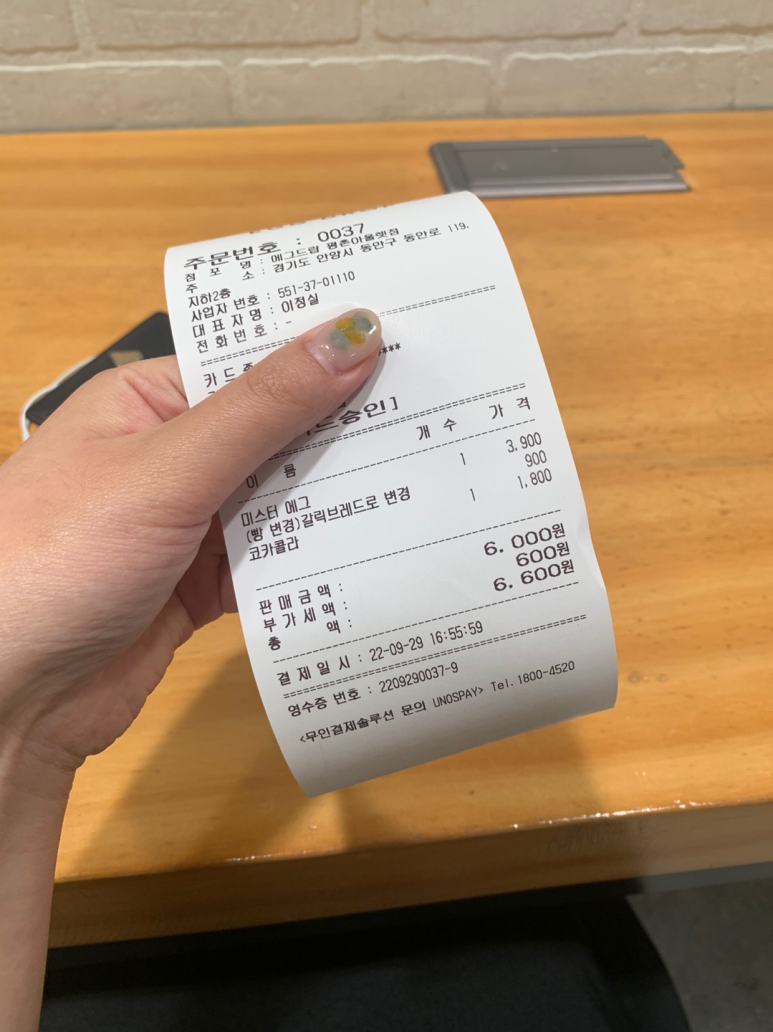 주문번호 : 0037
점 포 명 : 에그드랍 평촌아울렛점
주 소 : 경기도 안양시 동안구 동안로 119,
지하2층
사업자 번호 : 551-37-01110
대 표 자 명 : 이정실
전 화 번 호 : -
카 드
****
드승인]
이 름 개 수 가 격
미스터 에그 1 3,900
(빵 변경)갈릭브레드로 변경 900
코카콜라 1 1,800
판 매 금 액 : 6,000원
부 가 세 액 : 600원
총 액 : 6,600원
결 제 일 시 : 22-09-29 16:55:59
영수증 번호 : 2209290037-9
<무인결제솔루션 문의 UNOSPAY> Tel.1800-4520